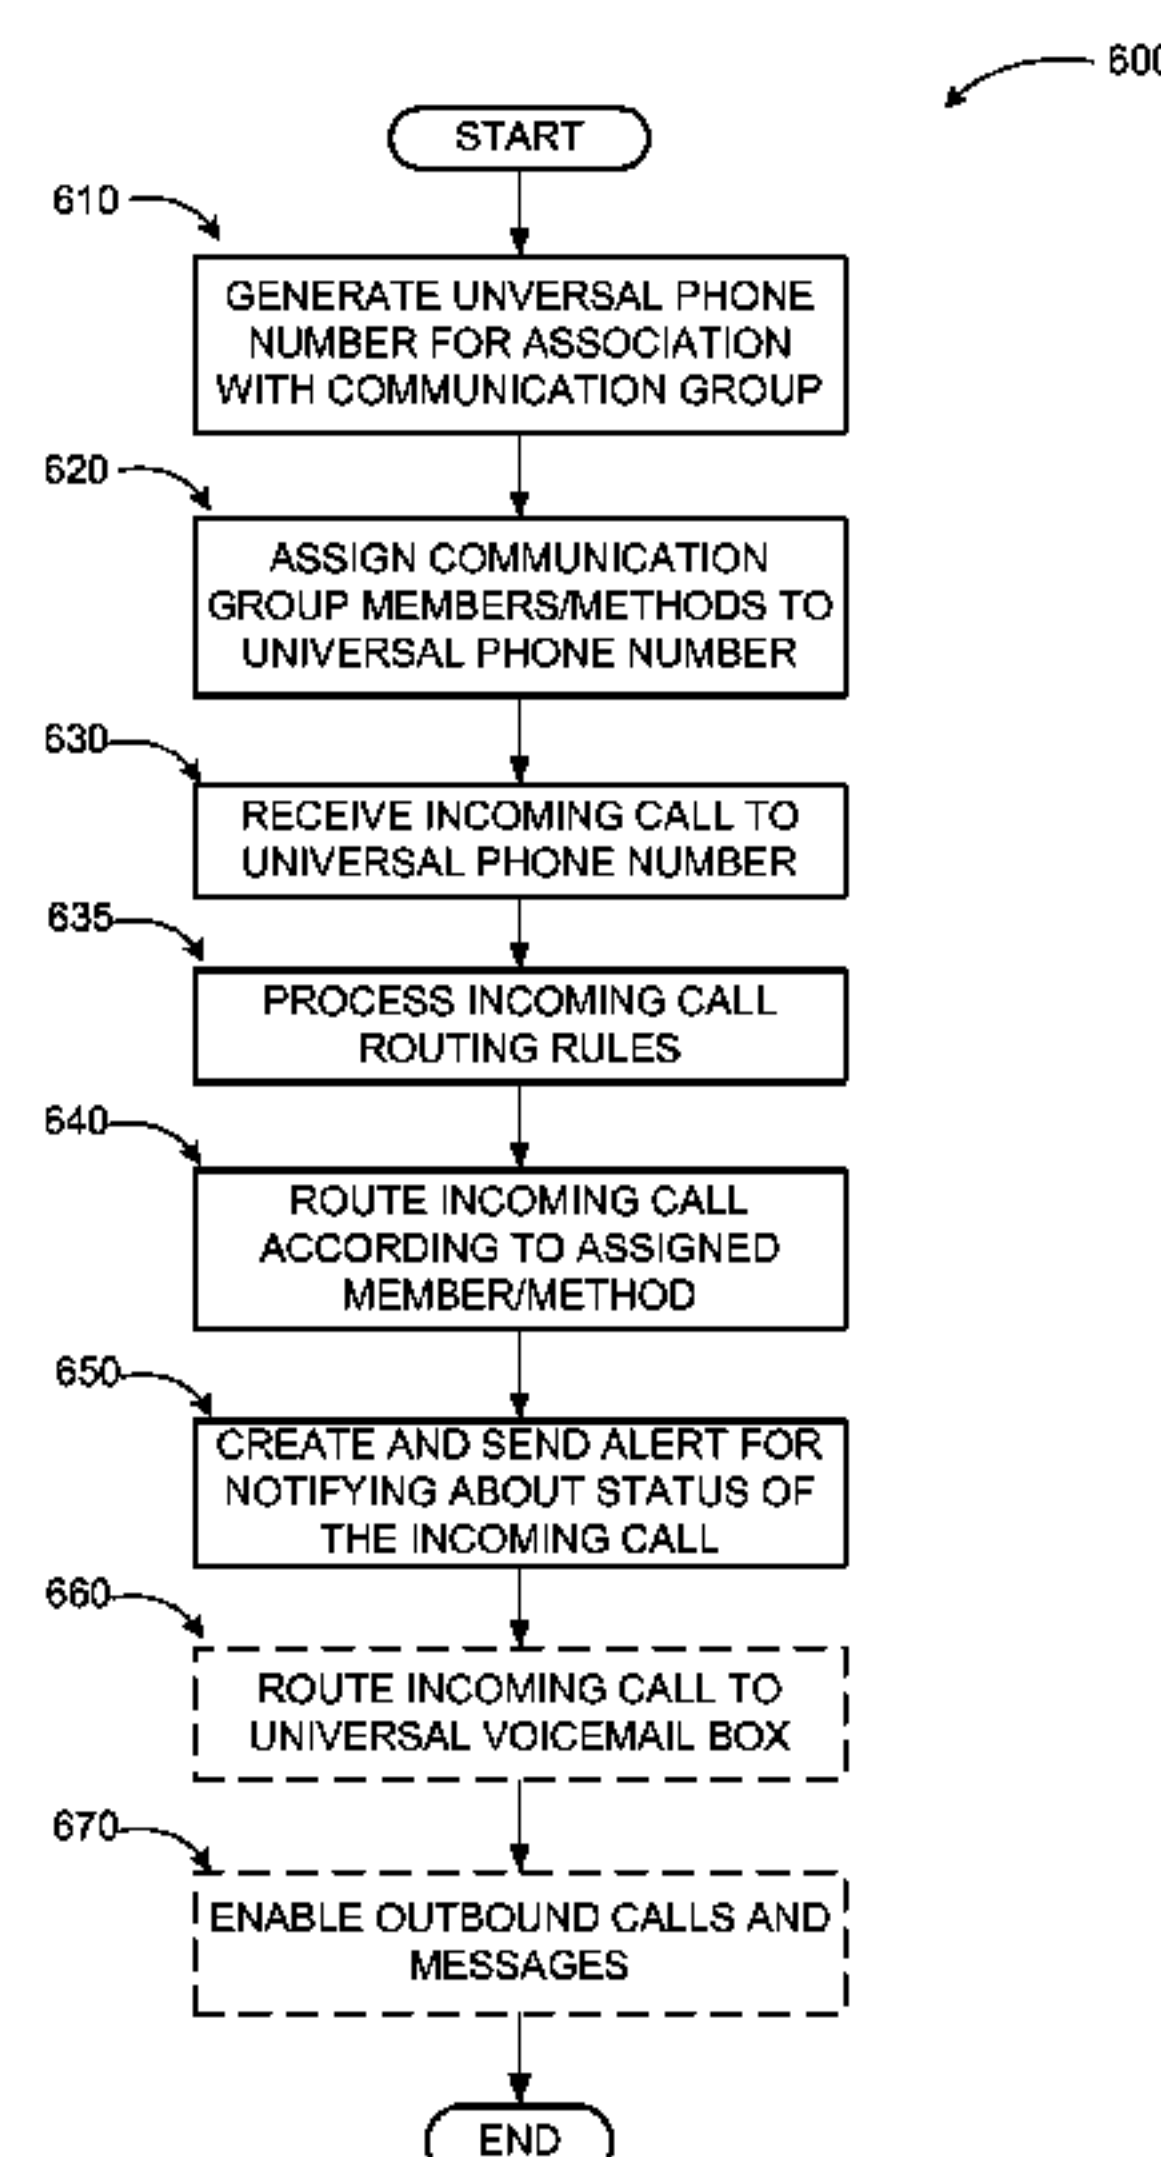 600
START
610
GENERATE UNVERSAL PHONE
NUMBER FOR ASSOCIATION
WITH COMMUNICATION GROUP
620
ASSIGN COMMUNICATION
GROUP MEMBERS/METHODS TO
UNIVERSAL PHONE NUMBER
630
RECEIVE INCOMING CALL TO
UNIVERSAL PHONE NUMBER
635
PROCESS INCOMING CALL
ROUTING RULES
640
ROUTE INCOMING CALL
ACCORDING TO ASSIGNED
MEMBER/METHOD
650
CREATE AND SEND ALERT FOR
NOTIFYING ABOUT STATUS OF
THE INCOMING CALL
660
ROUTE INCOMING CALL TO
UNIVERSAL VOICEMAIL BOX
670
ENABLE OUTBOUND CALLS AND
MESSAGES
END